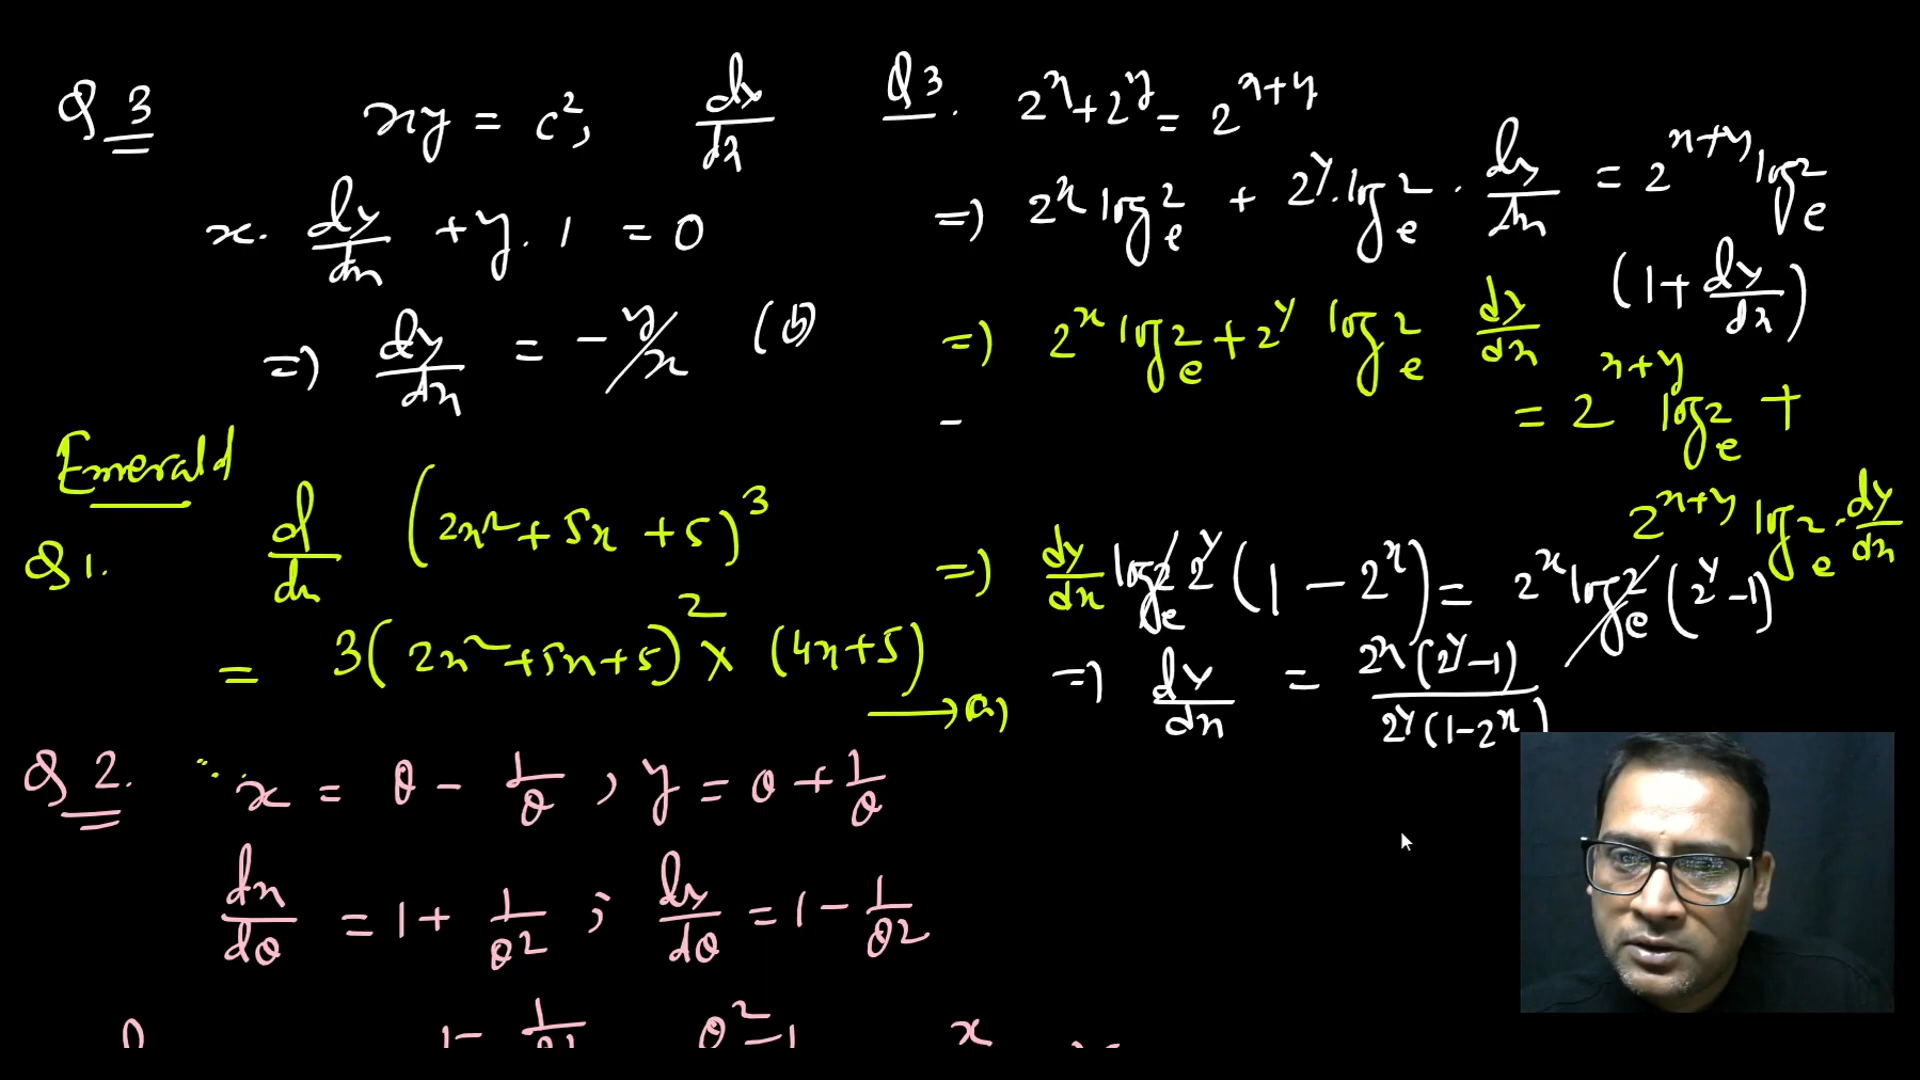 Q 3 xy = c², dy/dx
x. dy/dx + y. 1 = 0
=) dy/dx = - y/x (b)
Emerald
Q 1. d/dx (2x²+5x+5)³
= 3(2x²+5x+5)² × (4x+5)
→ a)
Q 2. x = θ - 1/θ , y = θ + 1/θ
dx/dθ = 1 + 1/θ² ; dy/dθ = 1 - 1/θ²
θ²-1 x
Q 3. 2^x + 2^y = 2^(x+y)
=) 2^x log_e 2 + 2^y . log_e 2 . dy/dx = 2^(x+y) log_e 2
(1 + dy/dx)
=) 2^x log_e 2 + 2^y log_e 2 dy/dx
= 2^(x+y) log_e 2 +
2^(x+y) log_e 2 . dy/dx
=) dy/dx log_e 2 2^y (1 - 2^x) = 2^x log_e 2 (2^y - 1)
=) dy/dx = 2^x (2^y - 1) / 2^y (1 - 2^x)